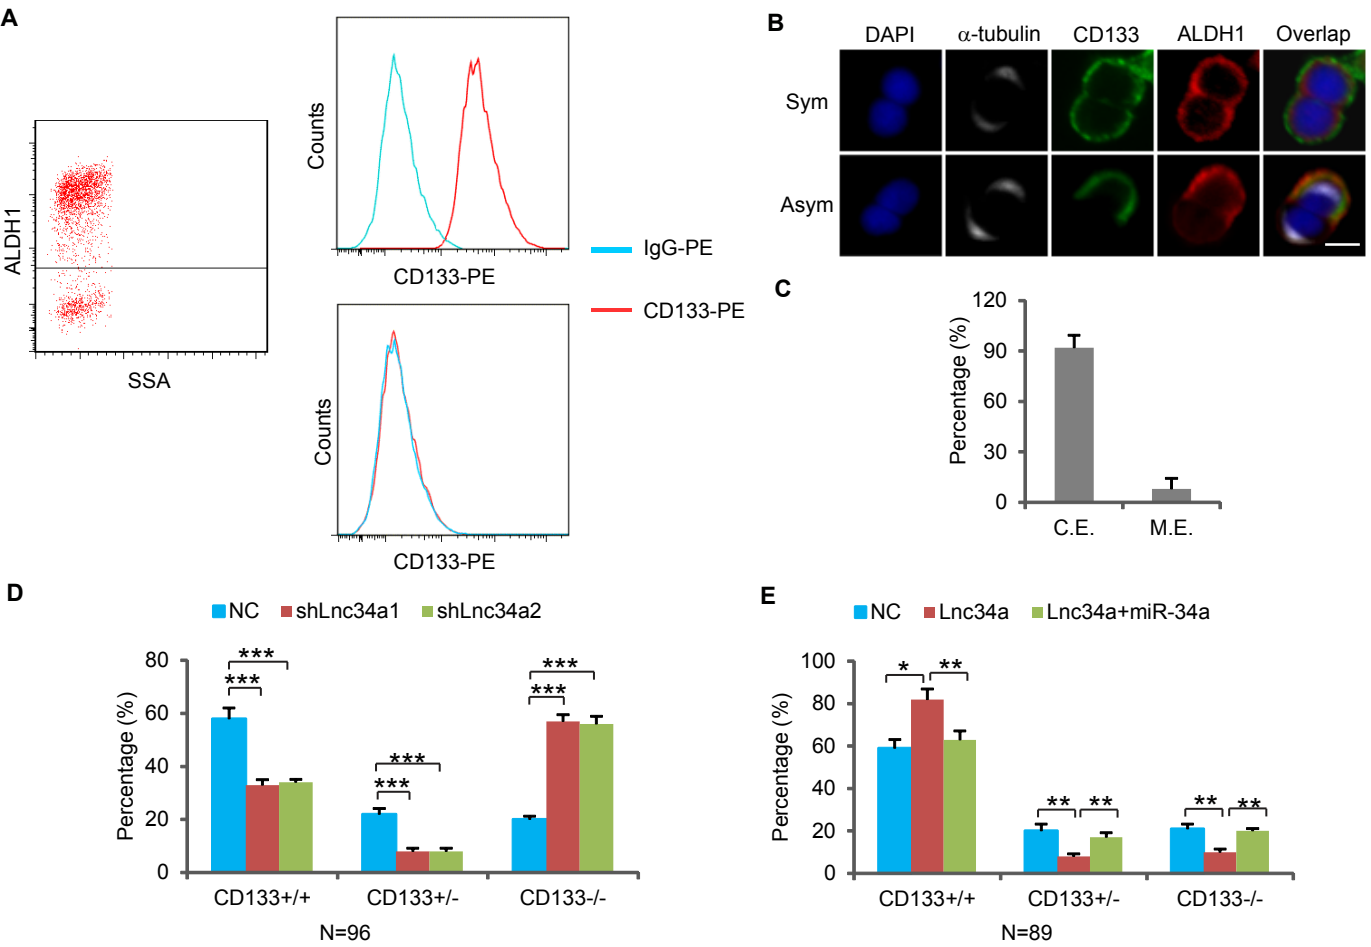 A
ALDH1
SSA
Counts
CD133-PE
Counts
CD133-PE
IgG-PE
CD133-PE
B
DAPI α-tubulin CD133 ALDH1 Overlap
Sym
Asym
C
Percentage (%)
120
90
60
30
0
C.E. M.E.
D
NC shLnc34a1 shLnc34a2
Percentage (%)
80
60
40
20
0
***
***
***
***
***
***
CD133+/+ CD133+/- CD133-/-
N=96
E
NC Lnc34a Lnc34a+miR-34a
Percentage (%)
100
80
60
40
20
0
* **
** **
** **
CD133+/+ CD133+/- CD133-/-
N=89